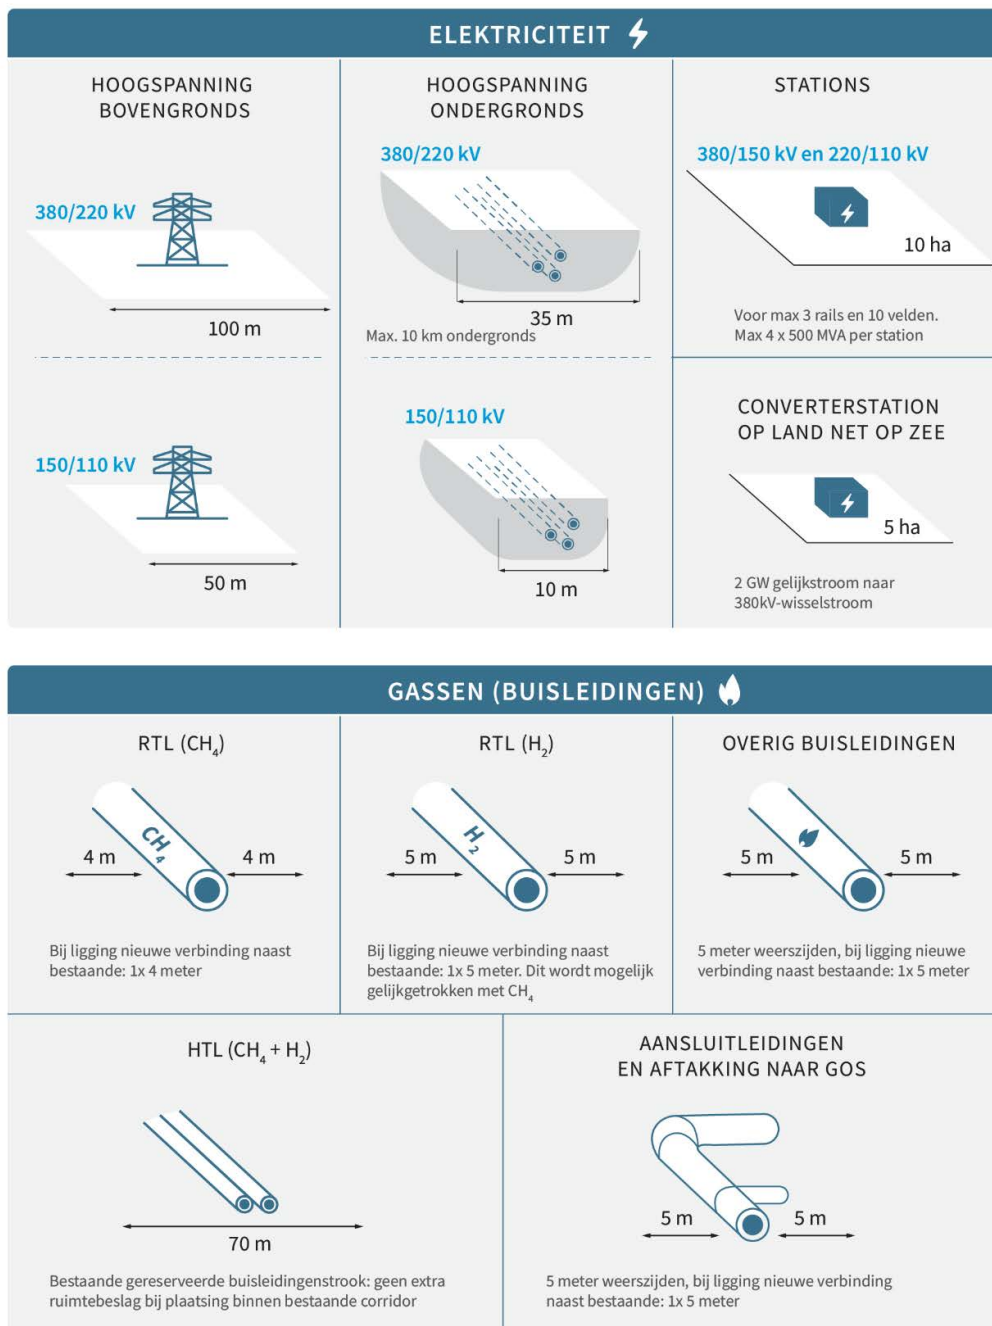 ELEKTRICITEIT
HOOGSPANNING
BOVENGRONDS
380/220 kV
100 m
150/110 kV
50 m
HOOGSPANNING
ONDERGRONDS
380/220 kV
35 m
Max. 10 km ondergronds
150/110 kV
10 m
STATIONS
380/150 kV en 220/110 kV
10 ha
Voor max 3 rails en 10 velden.
Max 4 x 500 MVA per station
CONVERTERSTATION
OP LAND NET OP ZEE
5 ha
2 GW gelijkstroom naar
380kV-wisselstroom
GASSEN (BUISLEIDINGEN)
RTL (CH₄)
CH₄
4 m
4 m
Bij ligging nieuwe verbinding naast
bestaande: 1x 4 meter
RTL (H₂)
H₂
5 m
5 m
Bij ligging nieuwe verbinding naast
bestaande: 1x 5 meter. Dit wordt mogelijk
gelijkgetrokken met CH₄
OVERIG BUISLEIDINGEN
5 m
5 m
5 meter weerszijden, bij ligging nieuwe
verbinding naast bestaande: 1x 5 meter
HTL (CH₄ + H₂)
70 m
Bestaande gereserveerde buisleidingenstrook: geen extra
ruimtebeslag bij plaatsing binnen bestaande corridor
AANSLUITLEIDINGEN
EN AFTAKKING NAAR GOS
5 m
5 m
5 meter weerszijden, bij ligging nieuwe verbinding
naast bestaande: 1x 5 meter